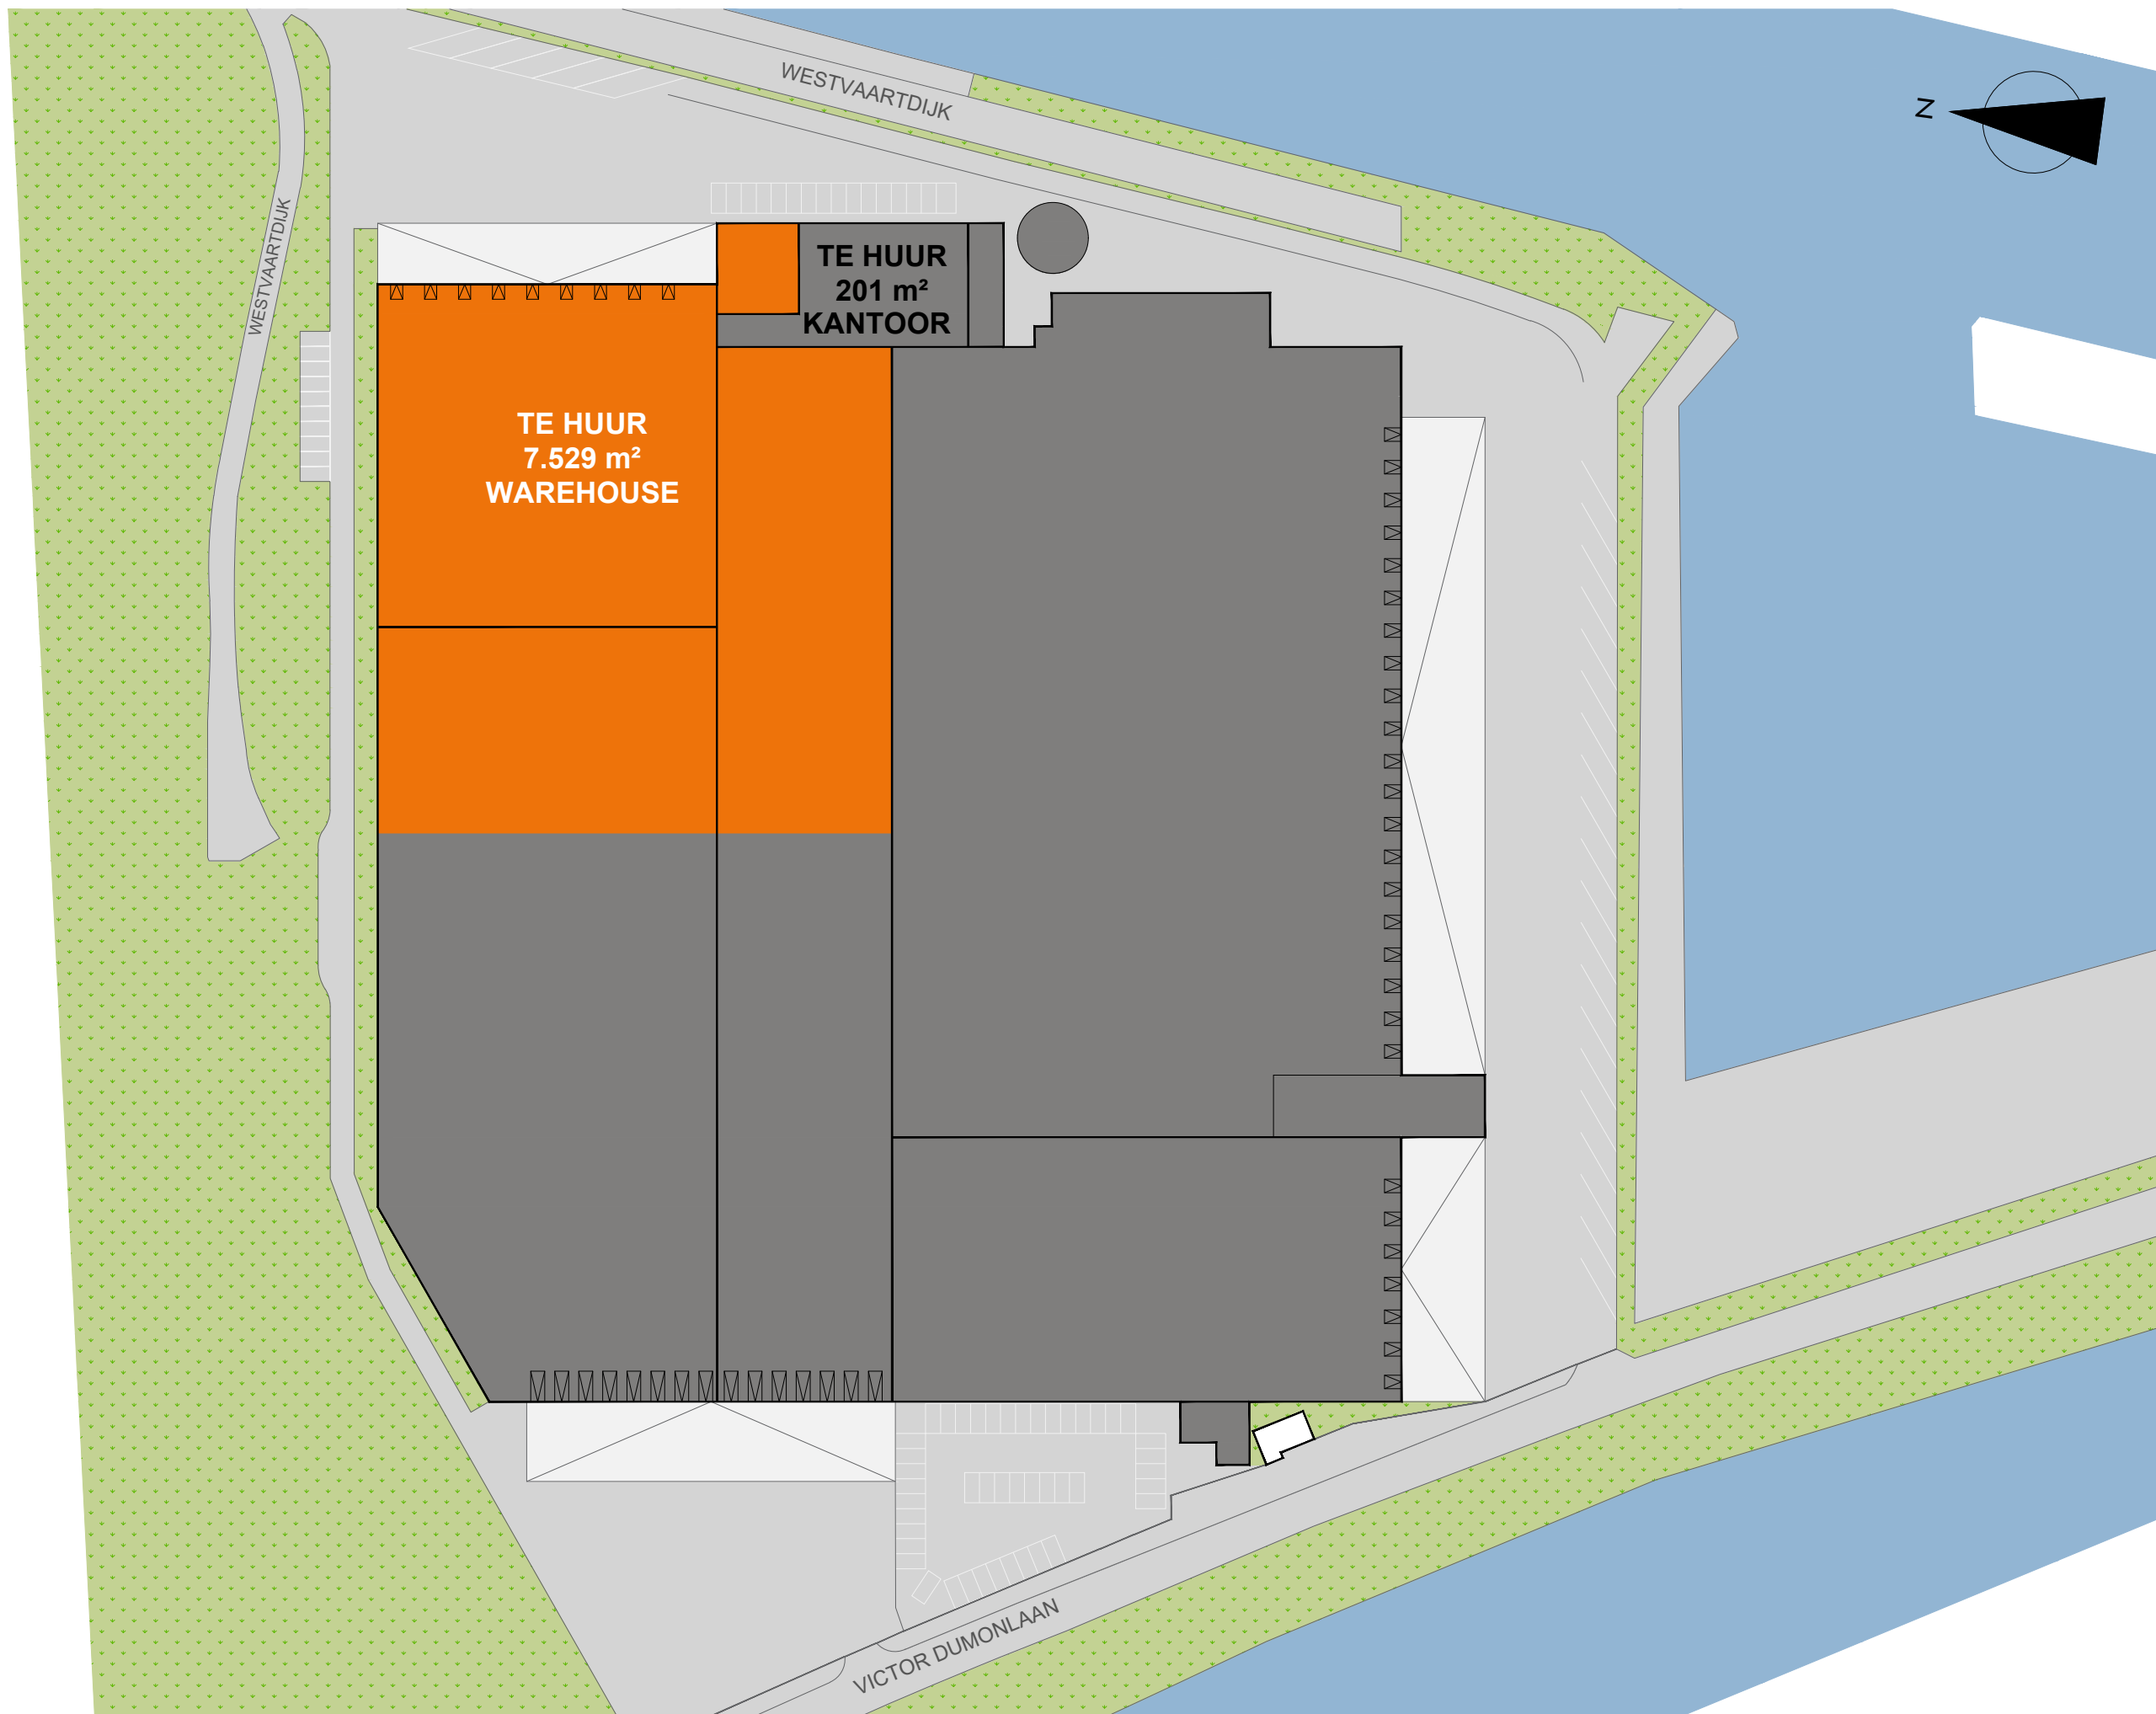 WESTVAARTDIJK
N
WESTVAARTDIJK
TE HUUR
201 m²
KANTOOR
TE HUUR
7.529 m²
WAREHOUSE
VICTOR DUMONLAAN